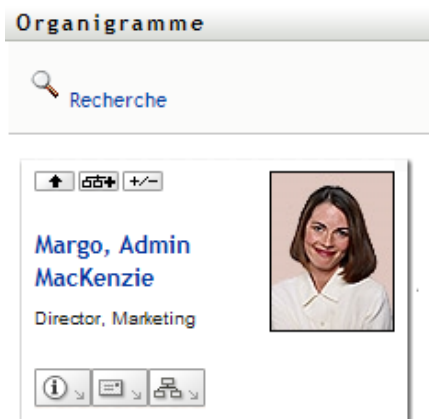 Organigramme
Recherche
+/-
Margo, Admin
MacKenzie
Director, Marketing